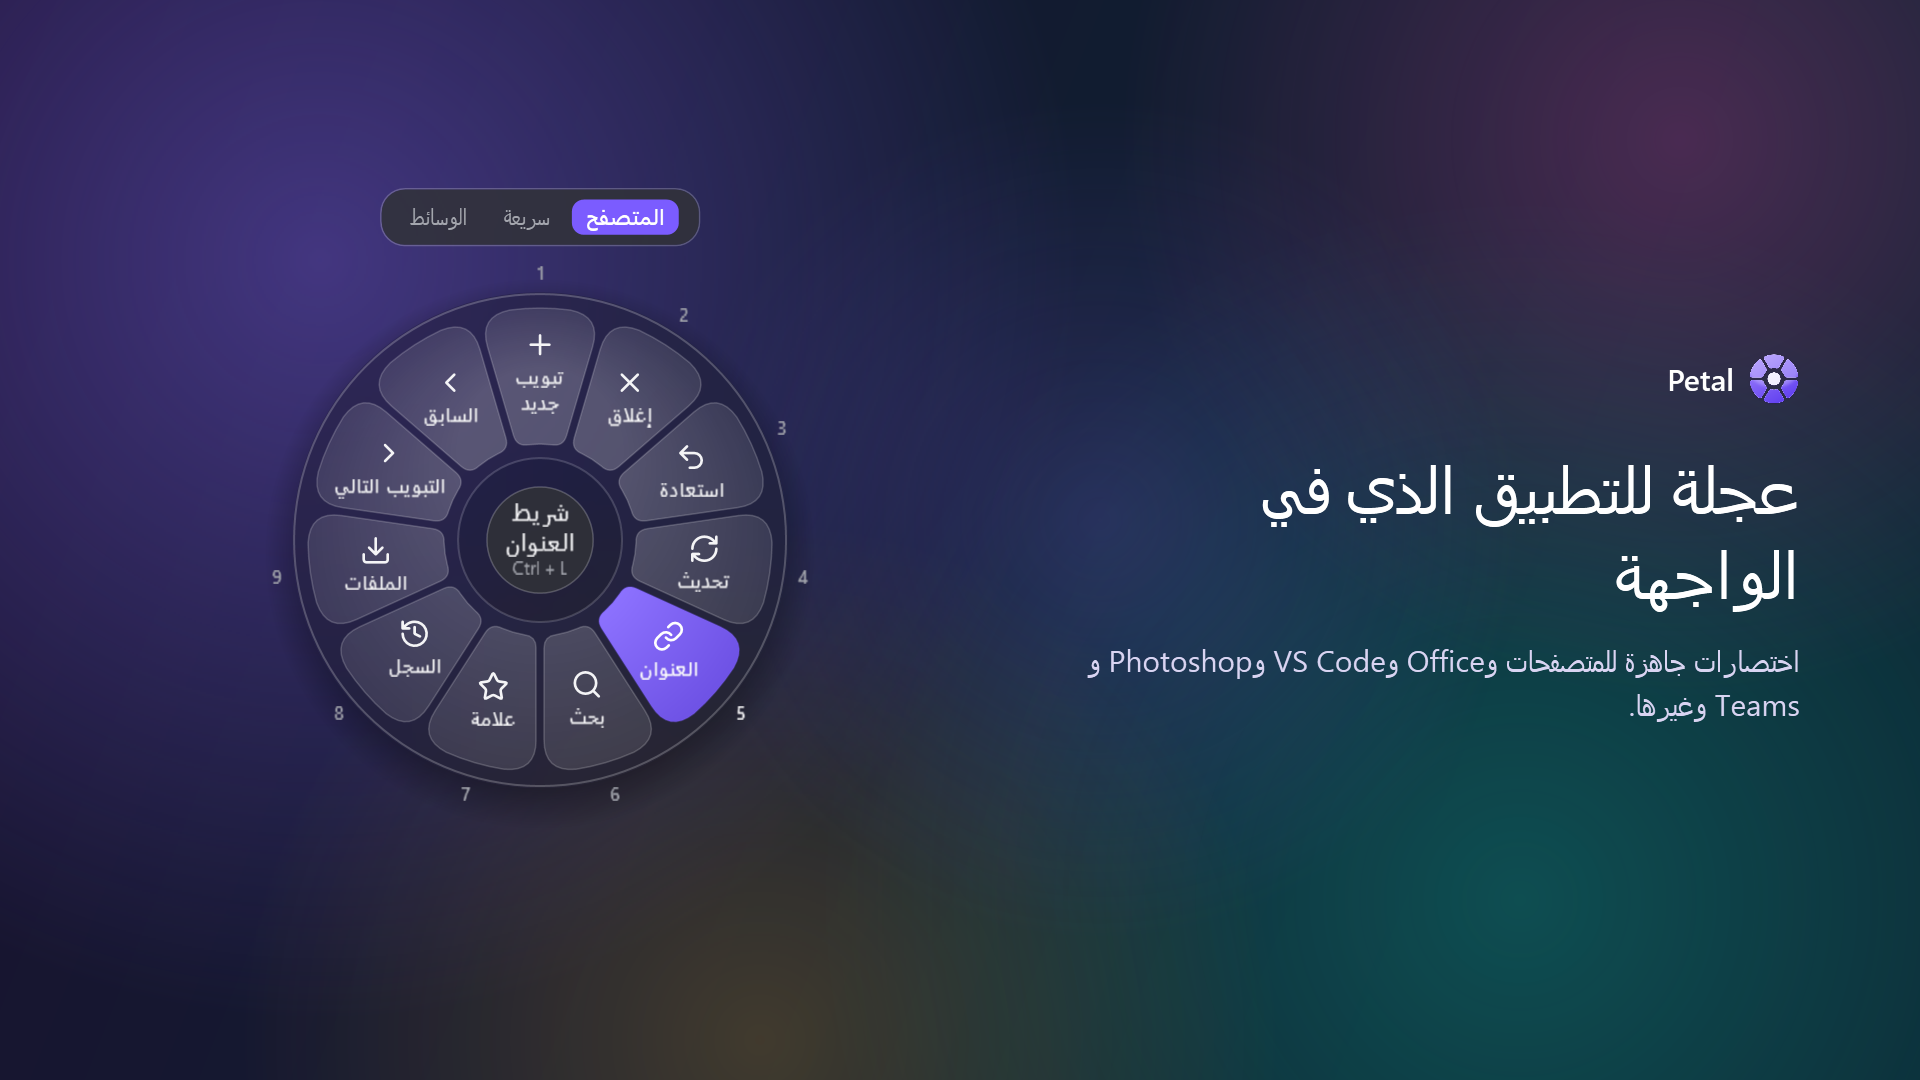 Petal
عجلة للتطبيق الذي في
الواجهة
اختصارات جاهزة للمتصفحات وOffice وVS Code وPhotoshop و
Teams وغيرها.
المتصفح
سريعة
الوسائط
1
2
3
4
5
6
7
8
9
تبويب
جديد
إغلاق
استعادة
تحديث
العنوان
بحث
علامة
السجل
الملفات
التبويب التالي
السابق
شريط
العنوان
Ctrl + L